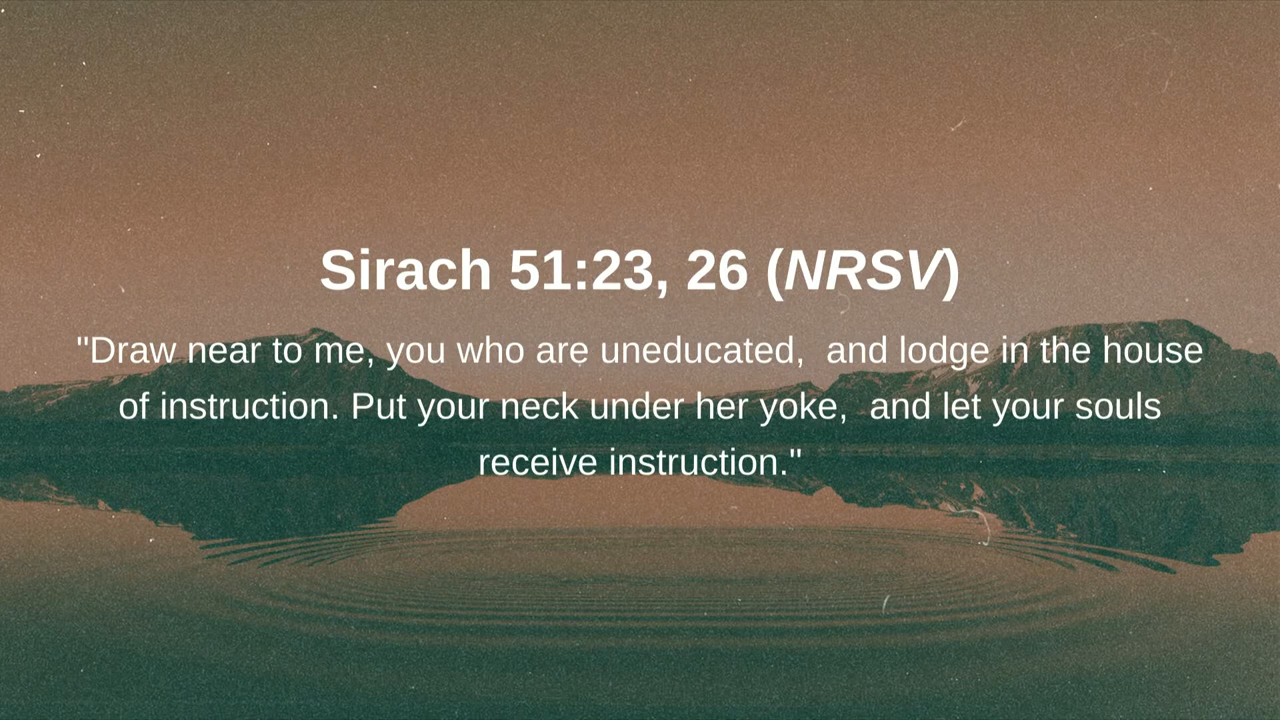 Sirach 51:23, 26 (NRSV)
"Draw near to me, you who are uneducated,  and lodge in the house
of instruction. Put your neck under her yoke,  and let your souls
receive instruction."